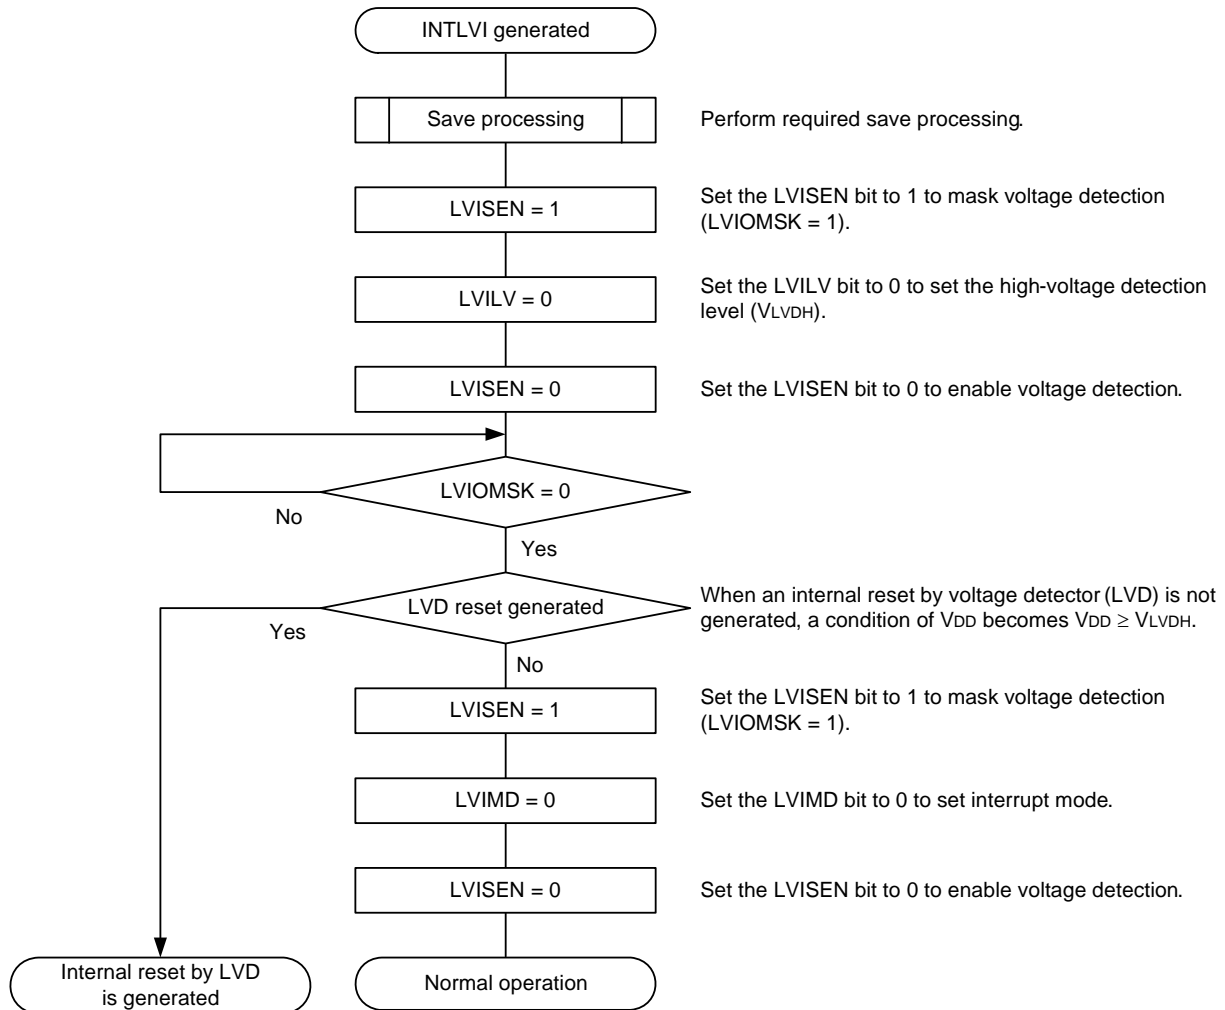 INTLVI generated
Save processing
Perform required save processing.
LVISEN = 1
Set the LVISEN bit to 1 to mask voltage detection
(LVIOMSK = 1).
LVILV = 0
Set the LVILV bit to 0 to set the high-voltage detection
level (VLVDH).
LVISEN = 0
Set the LVISEN bit to 0 to enable voltage detection.
LVIOMSK = 0
No
Yes
LVD reset generated
When an internal reset by voltage detector (LVD) is not
generated, a condition of VDD becomes VDD ≥ VLVDH.
Yes
No
LVISEN = 1
Set the LVISEN bit to 1 to mask voltage detection
(LVIOMSK = 1).
LVIMD = 0
Set the LVIMD bit to 0 to set interrupt mode.
LVISEN = 0
Set the LVISEN bit to 0 to enable voltage detection.
Internal reset by LVD
is generated
Normal operation